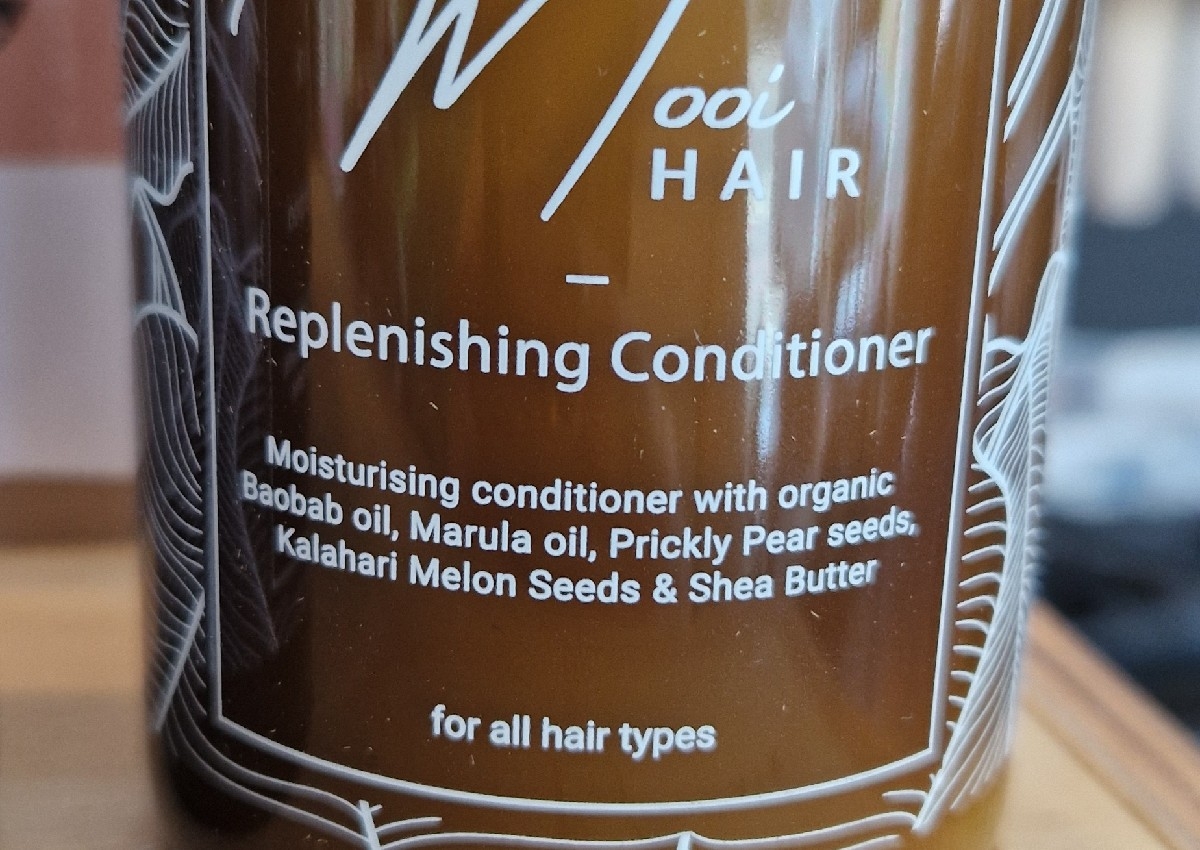 Mooi
HAIR
Replenishing Conditioner
Moisturising conditioner with organic
Baobab oil, Marula oil, Prickly Pear seeds,
Kalahari Melon Seeds & Shea Butter
for all hair types